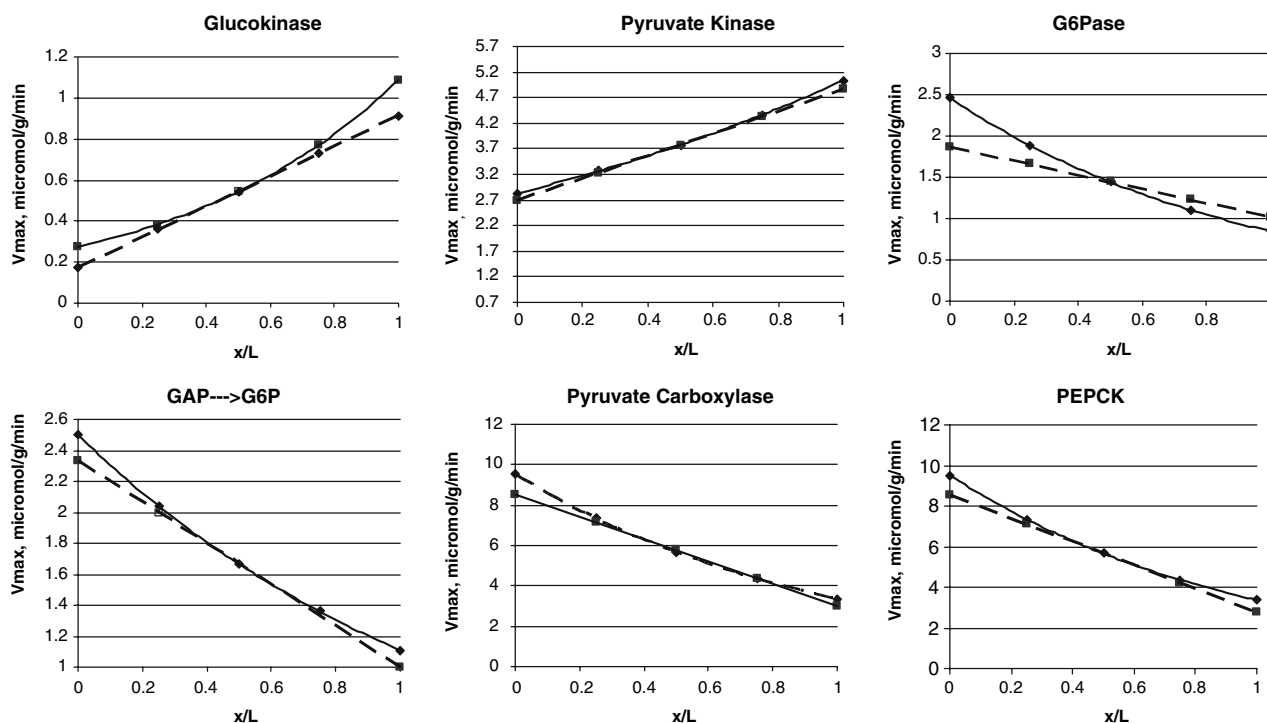 Glucokinase
Vmax, micromol/g/min
1.2
1
0.8
0.6
0.4
0.2
0
0 0.2 0.4 0.6 0.8 1
x/L
Pyruvate Kinase
Vmax, micromol/g/min
5.7
5.2
4.7
4.2
3.7
3.2
2.7
2.2
1.7
1.2
0.7
0 0.2 0.4 0.6 0.8 1
x/L
G6Pase
Vmax, micromol/g/min
3
2.5
2
1.5
1
0.5
0
0 0.2 0.4 0.6 0.8
x/L
GAP--->G6P
Vmax, micromol/g/min
2.6
2.4
2.2
2
1.8
1.6
1.4
1.2
1
0 0.2 0.4 0.6 0.8 1
x/L
Pyruvate Carboxylase
Vmax, micromol/g/min
12
10
8
6
4
2
0
0 0.2 0.4 0.6 0.8 1
x/L
PEPCK
Vmax, micromol/g/min
12
10
8
6
4
2
0
0 0.2 0.4 0.6 0.8 1
x/L